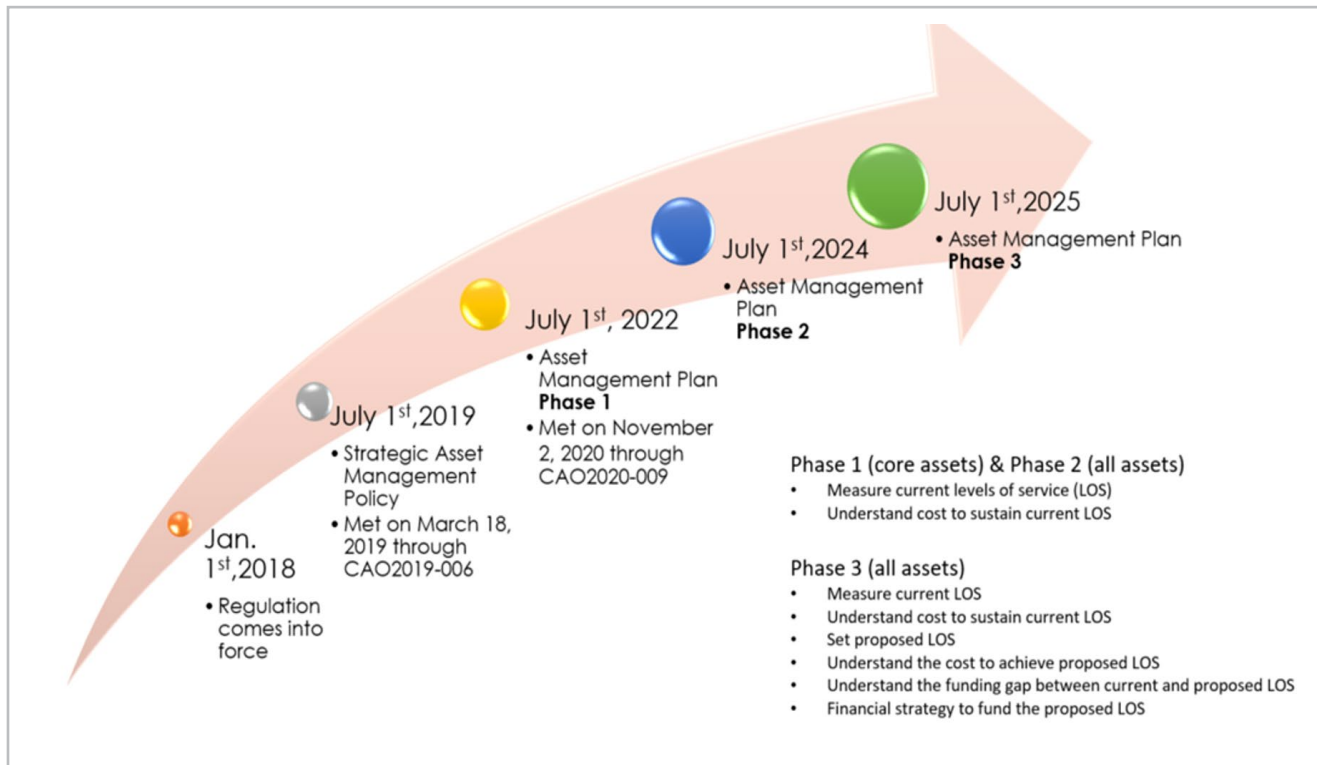 Jan.
1st,2018
• Regulation
comes into
force
July 1st,2019
• Strategic Asset
Management
Policy
• Met on March 18,
2019 through
CAO2019-006
July 1st, 2022
• Asset
Management Plan
Phase 1
• Met on November
2, 2020 through
CAO2020-009
July 1st,2024
• Asset Management
Plan
Phase 2
July 1st,2025
• Asset Management Plan
Phase 3
Phase 1 (core assets) & Phase 2 (all assets)
• Measure current levels of service (LOS)
• Understand cost to sustain current LOS
Phase 3 (all assets)
• Measure current LOS
• Understand cost to sustain current LOS
• Set proposed LOS
• Understand the cost to achieve proposed LOS
• Understand the funding gap between current and proposed LOS
• Financial strategy to fund the proposed LOS